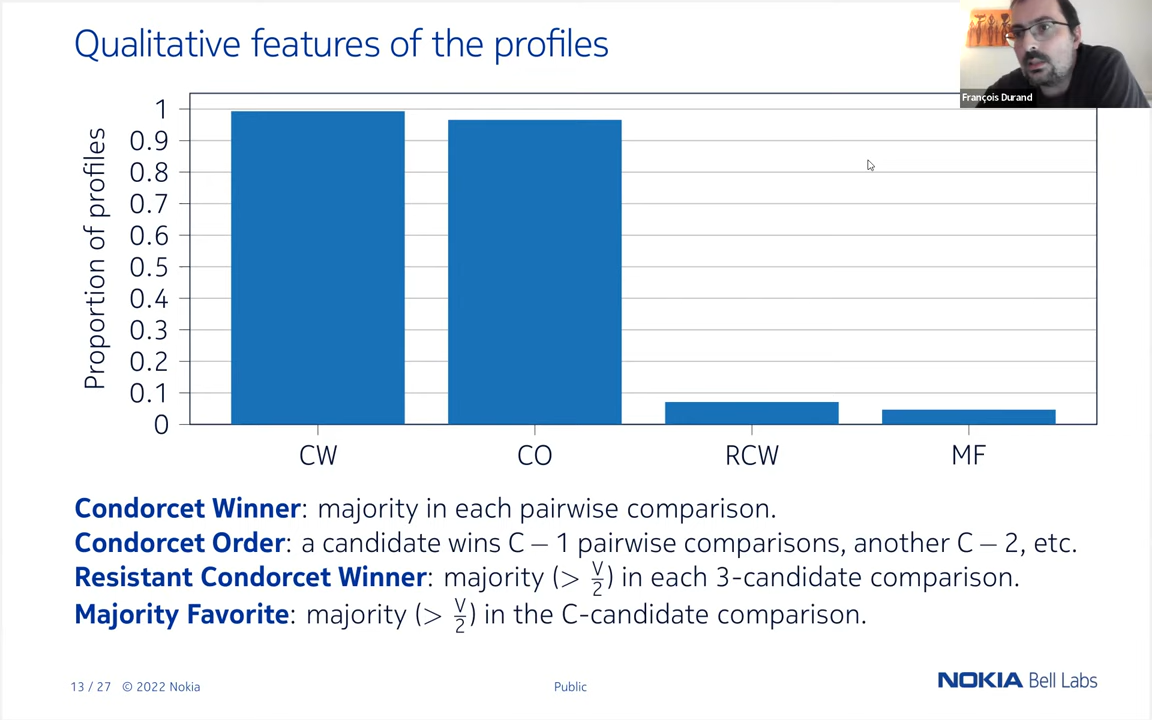 Qualitative features of the profiles
François Durand
Proportion of profiles
1
0.9
0.8
0.7
0.6
0.5
0.4
0.3
0.2
0.1
0
CW CO RCW MF
Condorcet Winner: majority in each pairwise comparison.
Condorcet Order: a candidate wins C − 1 pairwise comparisons, another C − 2, etc.
Resistant Condorcet Winner: majority (> V/2) in each 3-candidate comparison.
Majority Favorite: majority (> V/2) in the C-candidate comparison.
13 / 27 © 2022 Nokia Public NOKIA Bell Labs